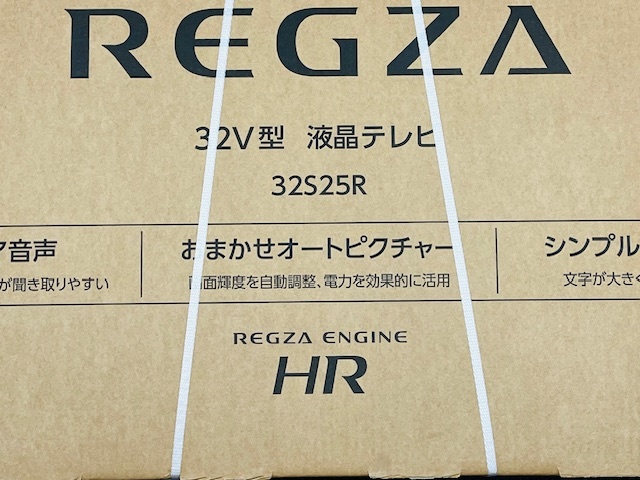 REGZA
32V型 液晶テレビ
32S25R
ア音声
が聞き取りやすい
おまかせオートピクチャー
画面輝度を自動調整、電力を効果的に活用
シンプル
文字が大きく
REGZA ENGINE
HR